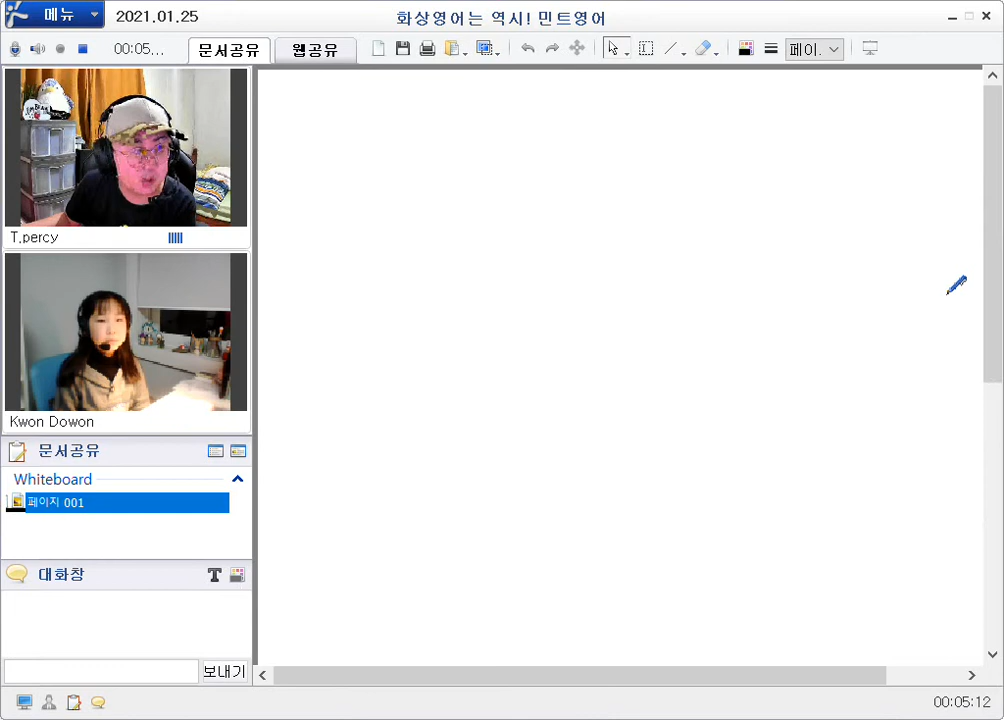 메뉴
2021.01.25
화상영어는 역시! 민트영어
00:05...
문서공유
웹공유
페이.
T.percy
Kwon Dowon
문서공유
Whiteboard
페이지 001
대화창
T
보내기
00:05:12